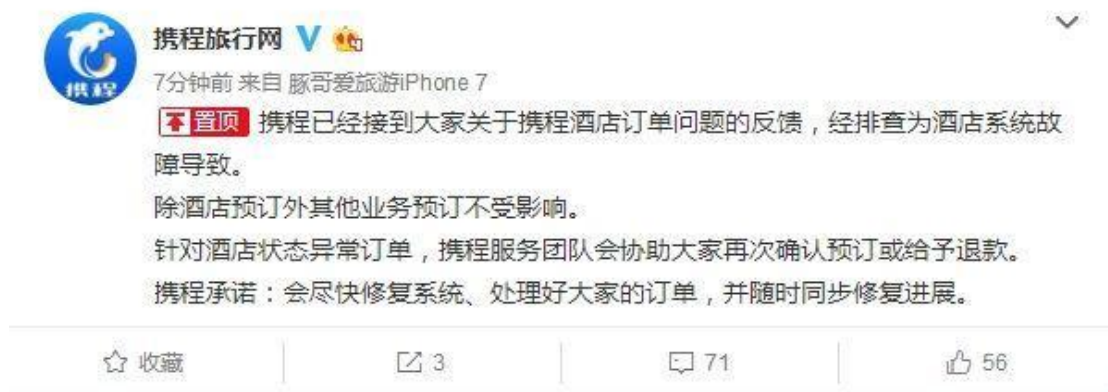 携程旅行网 V
携程
7分钟前 来自 豚哥爱旅游iPhone 7
置顶 携程已经接到大家关于携程酒店订单问题的反馈，经排查为酒店系统故
障导致。
除酒店预订外其他业务预订不受影响。
针对酒店状态异常订单，携程服务团队会协助大家再次确认预订或给予退款。
携程承诺：会尽快修复系统、处理好大家的订单，并随时同步修复进展。
收藏 3 71 56